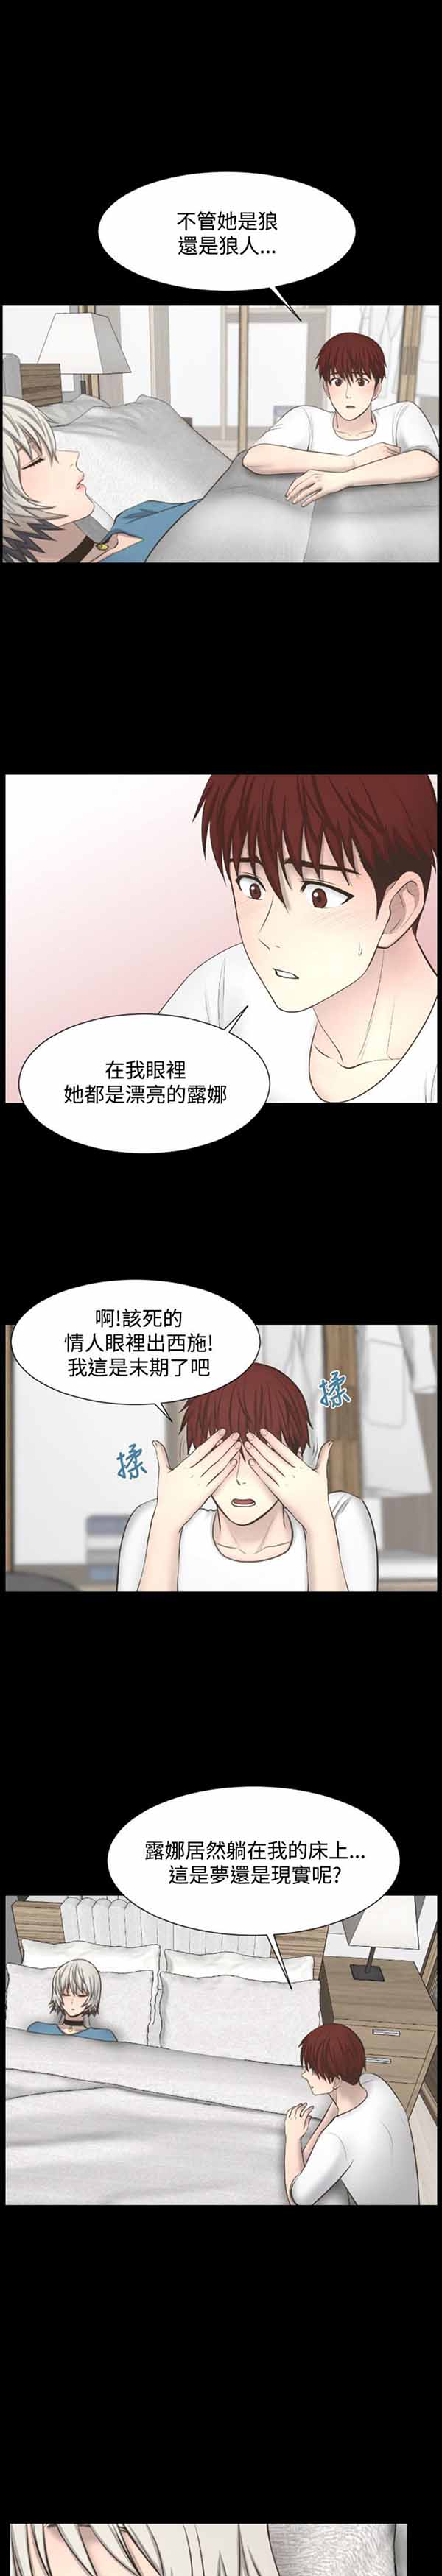 不管她是狼
還是狼人...
在我眼裡
她都是漂亮的露娜
啊!該死的
情人眼裡出西施!
我這是末期了吧
揉
揉
露娜居然躺在我的床上...
這是夢還是現實呢?